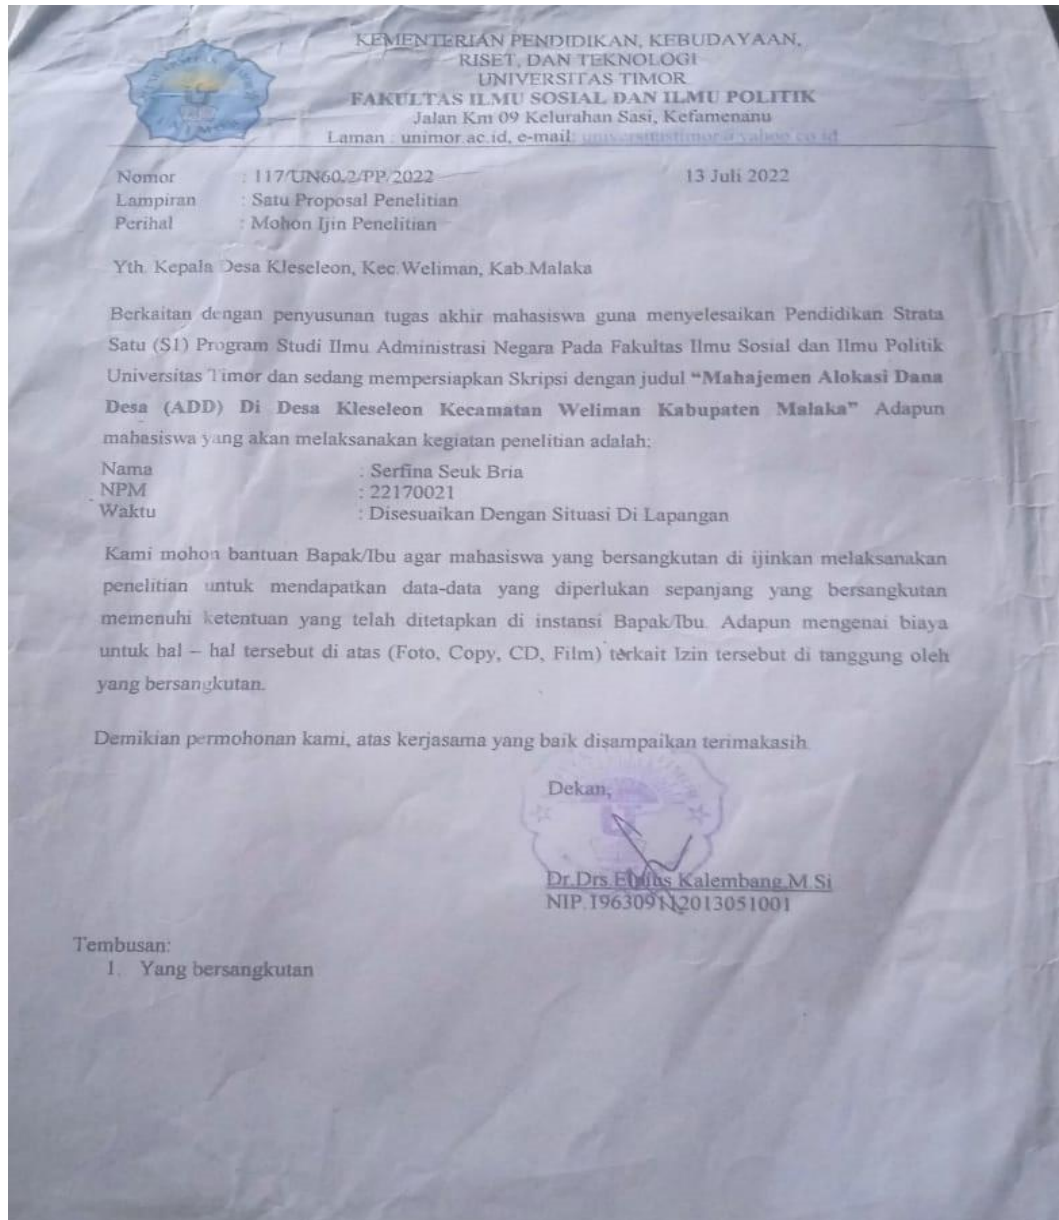 KEMENTERIAN PENDIDIKAN, KEBUDAYAAN,
RISET, DAN TEKNOLOGI
UNIVERSITAS TIMOR
FAKULTAS ILMU SOSIAL DAN ILMU POLITIK
Jalan Km 09 Kelurahan Sasi, Kefamenanu
Laman : unimor.ac.id, e-mail: universitastimor@yahoo.co.id
Nomor : 117/UN60.2/PP/2022 13 Juli 2022
Lampiran : Satu Proposal Penelitian
Perihal : Mohon Ijin Penelitian
Yth. Kepala Desa Kleseleon, Kec.Weliman, Kab.Malaka
Berkaitan dengan penyusunan tugas akhir mahasiswa guna menyelesaikan Pendidikan Strata
Satu (S1) Program Studi Ilmu Administrasi Negara Pada Fakultas Ilmu Sosial dan Ilmu Politik
Universitas Timor dan sedang mempersiapkan Skripsi dengan judul “Mahajemen Alokasi Dana
Desa (ADD) Di Desa Kleseleon Kecamatan Weliman Kabupaten Malaka” Adapun
mahasiswa yang akan melaksanakan kegiatan penelitian adalah:
Nama : Serfina Seuk Bria
NPM : 22170021
Waktu : Disesuaikan Dengan Situasi Di Lapangan
Kami mohon bantuan Bapak/Ibu agar mahasiswa yang bersangkutan di ijinkan melaksanakan
penelitian untuk mendapatkan data-data yang diperlukan sepanjang yang bersangkutan
memenuhi ketentuan yang telah ditetapkan di instansi Bapak/Ibu. Adapun mengenai biaya
untuk hal – hal tersebut di atas (Foto, Copy, CD, Film) terkait Izin tersebut di tanggung oleh
yang bersangkutan.
Demikian permohonan kami, atas kerjasama yang baik disampaikan terimakasih.
Dekan,
Dr.Drs. Kalembang.M.Si
NIP.196309112013051001
Tembusan:
1. Yang bersangkutan